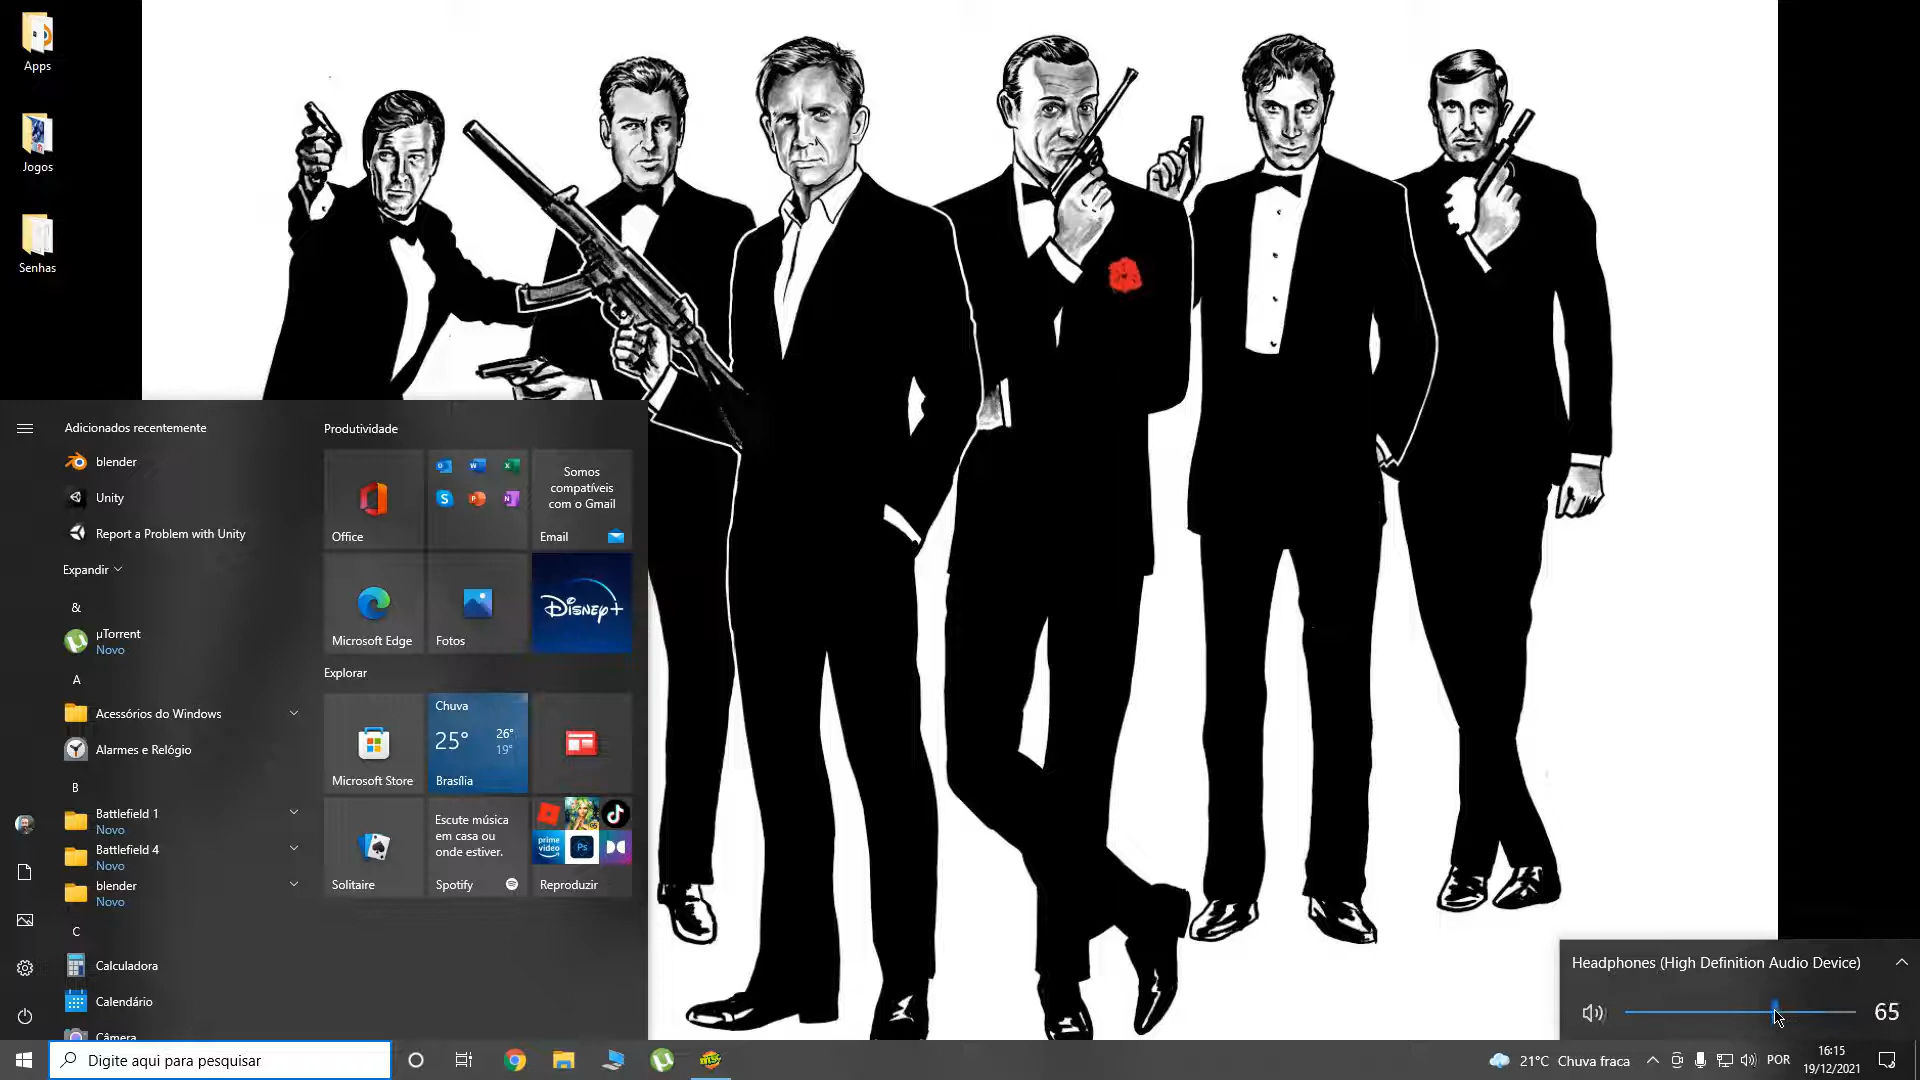 Apps
Jogos
Senhas
Adicionados recentemente
blender
Unity
Report a Problem with Unity
Expandir
&
µTorrent
Novo
A
Acessórios do Windows
Alarmes e Relógio
B
Battlefield 1
Novo
Battlefield 4
Novo
blender
Novo
C
Calculadora
Calendário
Câmera
Produtividade
Office
Somos
compatíveis
com o Gmail
Email
Microsoft Edge
Fotos
Disney+
Explorar
Microsoft Store
Chuva
25° 26°
19°
Brasília
Solitaire
Escute música
em casa ou
onde estiver.
Spotify
prime
video
Ps
Reproduzir
Headphones (High Definition Audio Device)
65
Digite aqui para pesquisar
21°C Chuva fraca
POR
16:15
19/12/2021